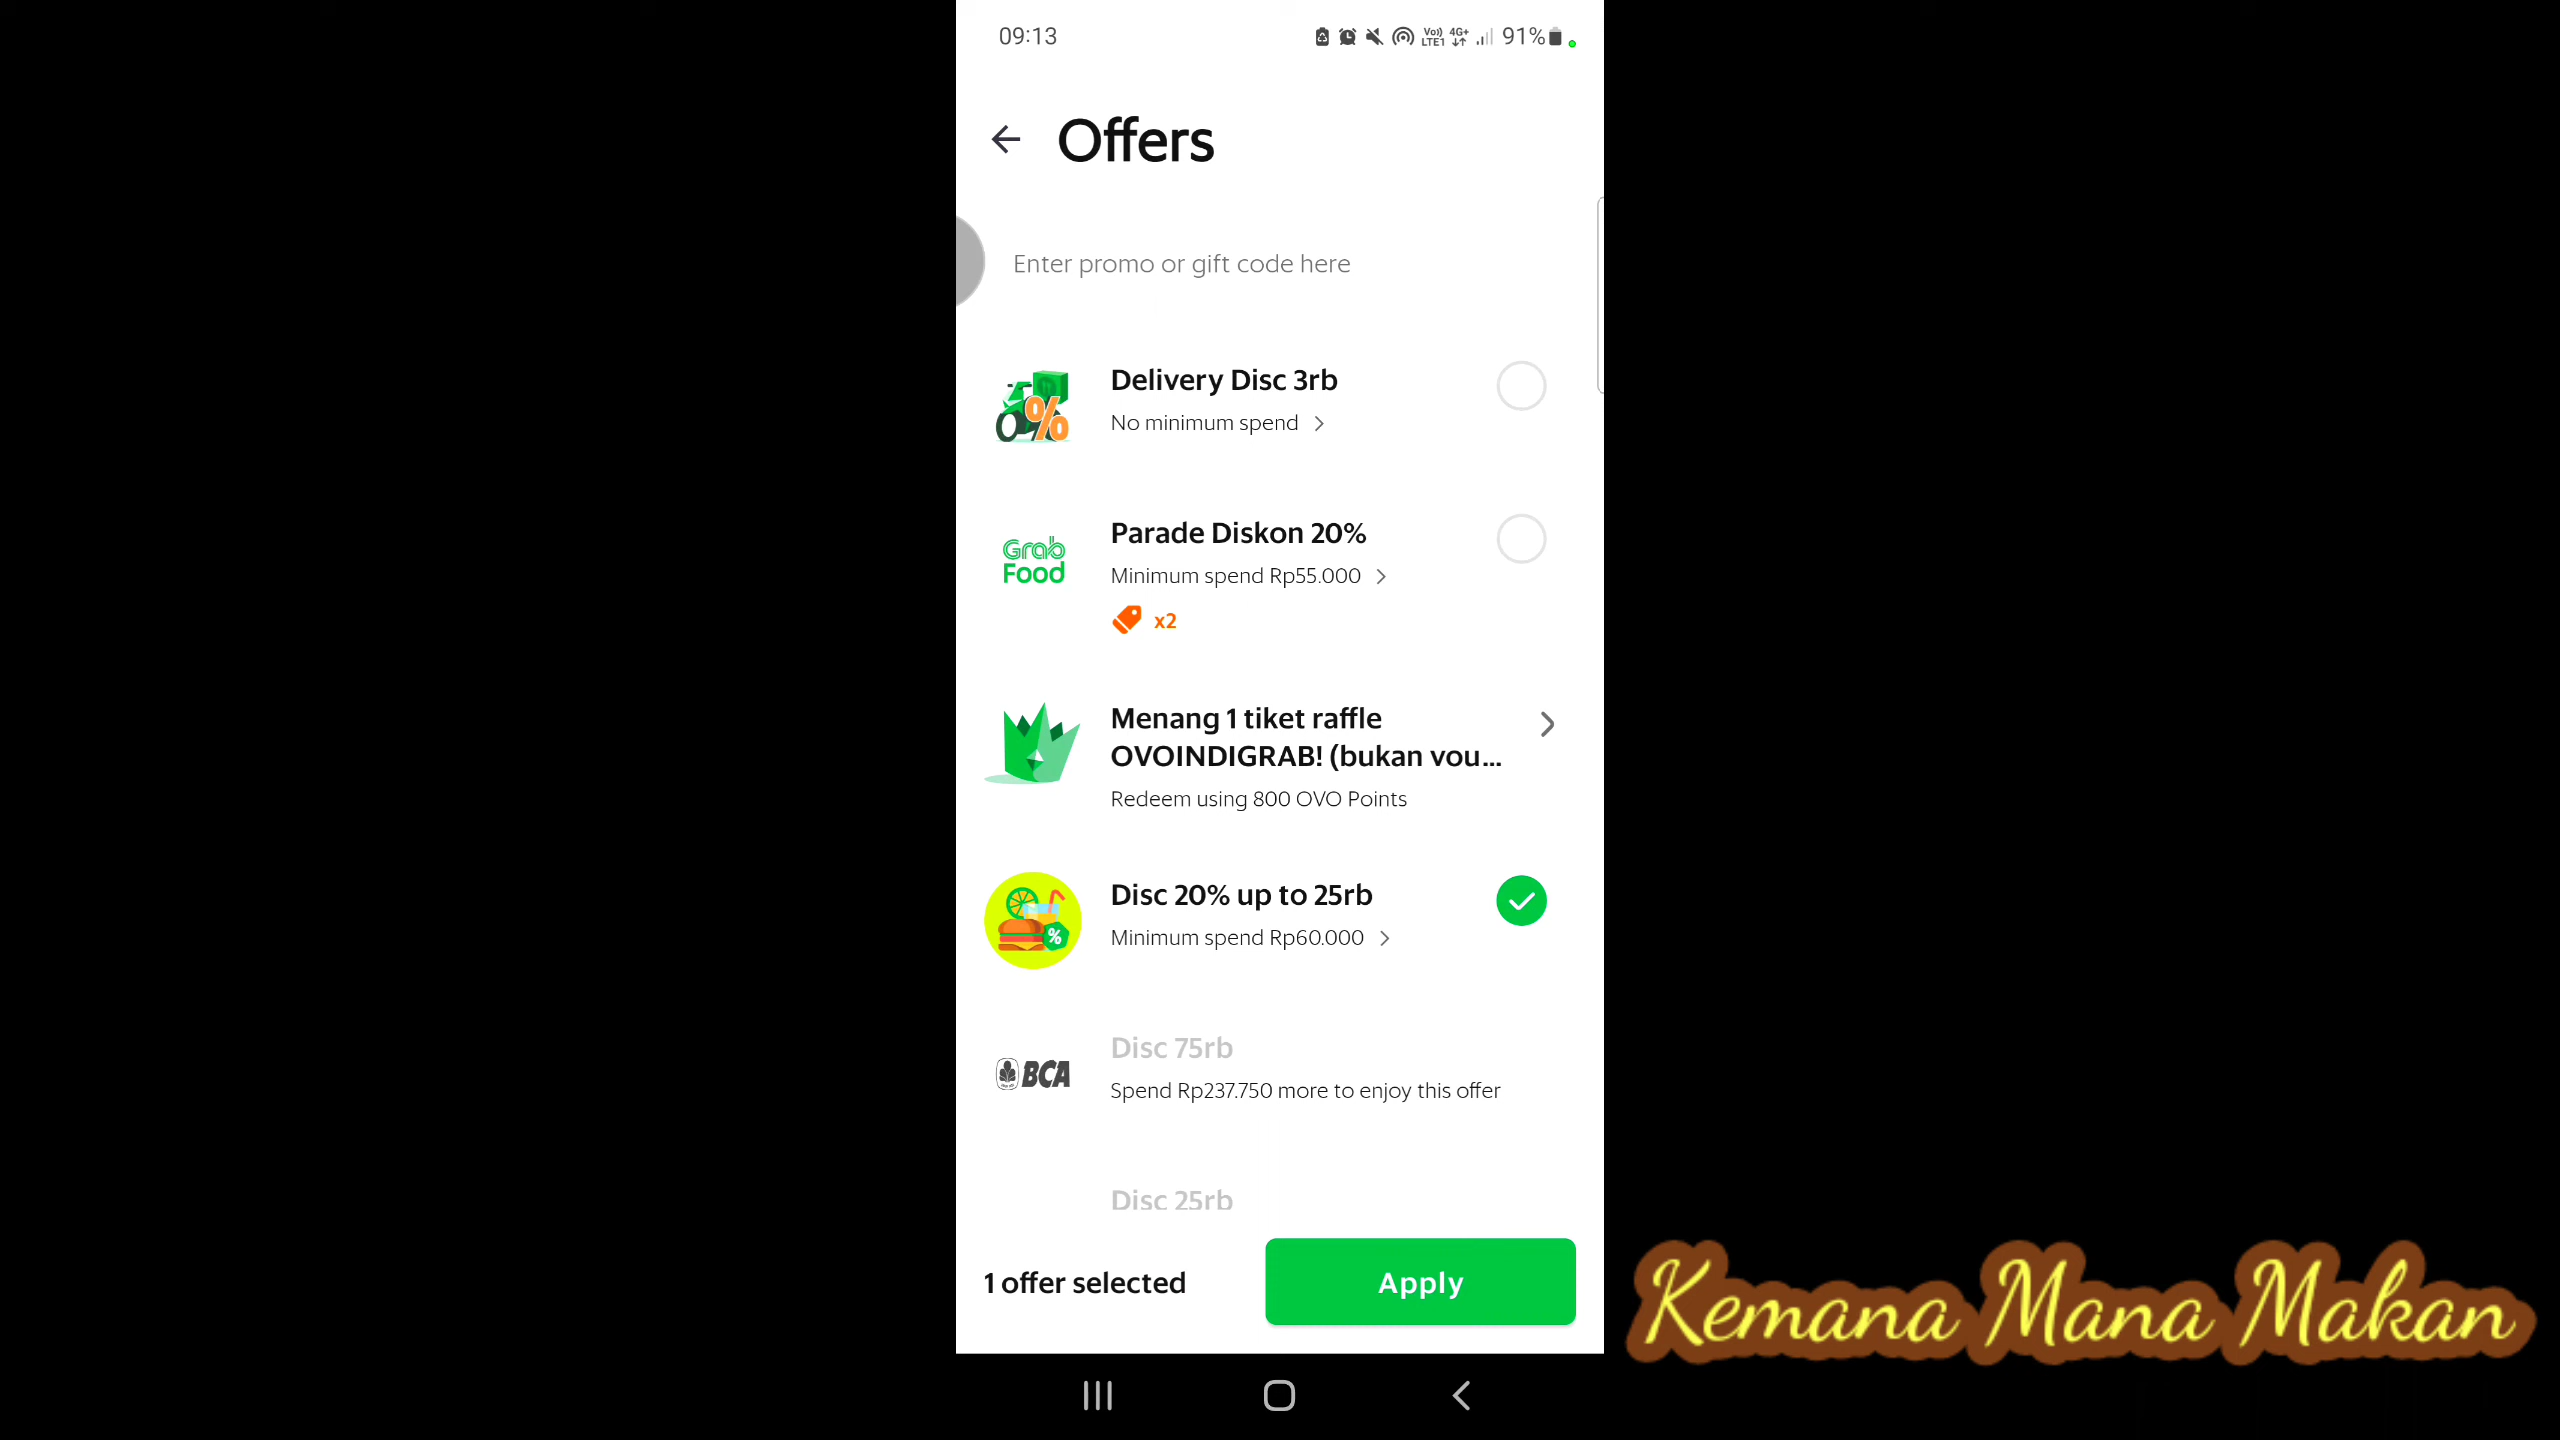 09:13
Vo)) LTE1 4G+ 91%
Offers
Enter promo or gift code here
Delivery Disc 3rb
No minimum spend
Grab Food
Parade Diskon 20%
Minimum spend Rp55.000
x2
Menang 1 tiket raffle
OVOINDIGRAB! (bukan vou...
Redeem using 800 OVO Points
Disc 20% up to 25rb
Minimum spend Rp60.000
BCA
Disc 75rb
Spend Rp237.750 more to enjoy this offer
Disc 25rb
1 offer selected
Apply
Kemana Mana Makan